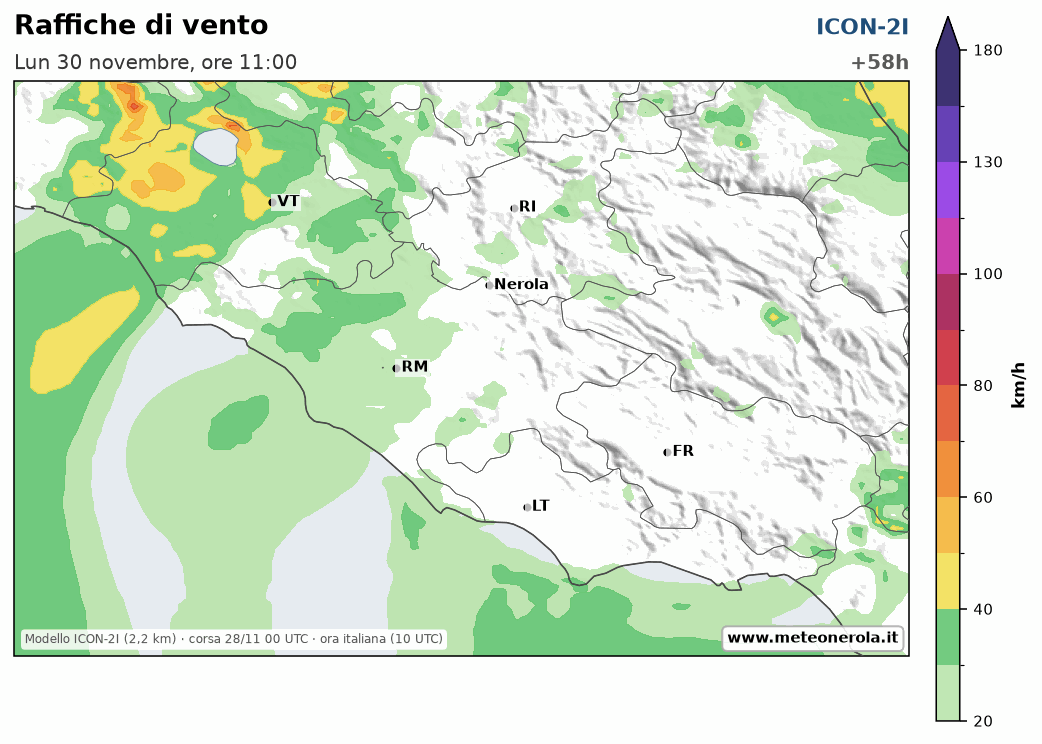 Raffiche di vento
ICON-2I
Lun 30 novembre, ore 11:00
+58h
VT
RI
Nerola
RM
FR
LT
Modello ICON-2I (2,2 km) · corsa 28/11 00 UTC · ora italiana (10 UTC)
www.meteonerola.it
180
130
100
80
60
40
20
km/h